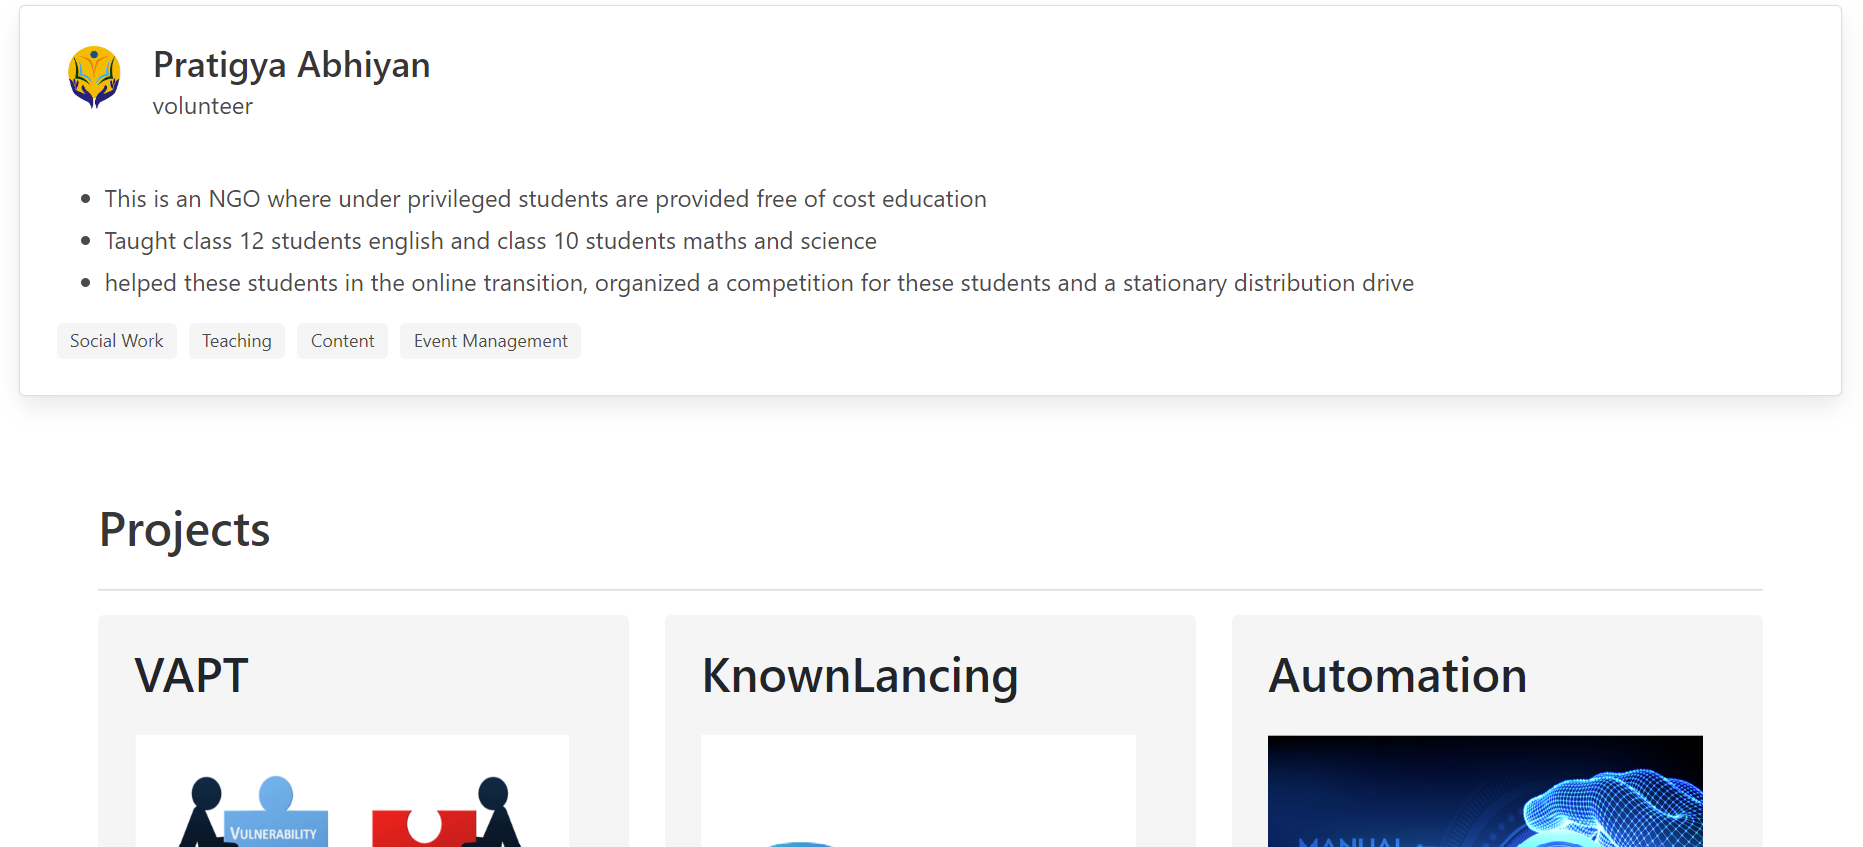 Pratigya Abhiyan
volunteer
This is an NGO where under privileged students are provided free of cost education
Taught class 12 students english and class 10 students maths and science
helped these students in the online transition, organized a competition for these students and a stationary distribution drive
Social Work Teaching Content Event Management
Projects
VAPT KnownLancing Automation
VULNERABILITY
MANUAL